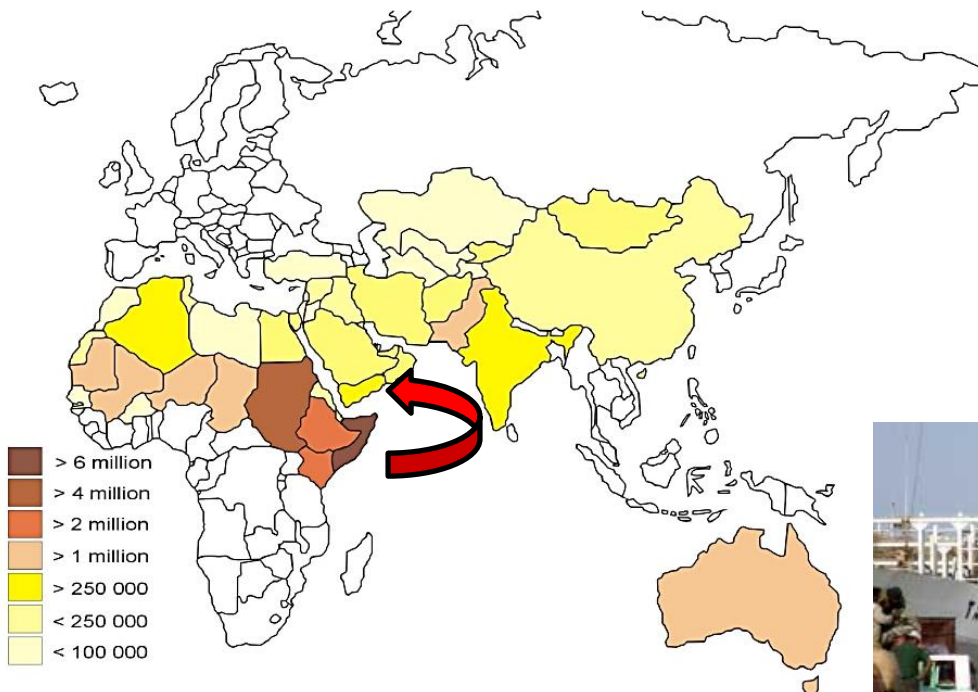 > 6 million
> 4 million
> 2 million
> 1 million
> 250 000
< 250 000
< 100 000